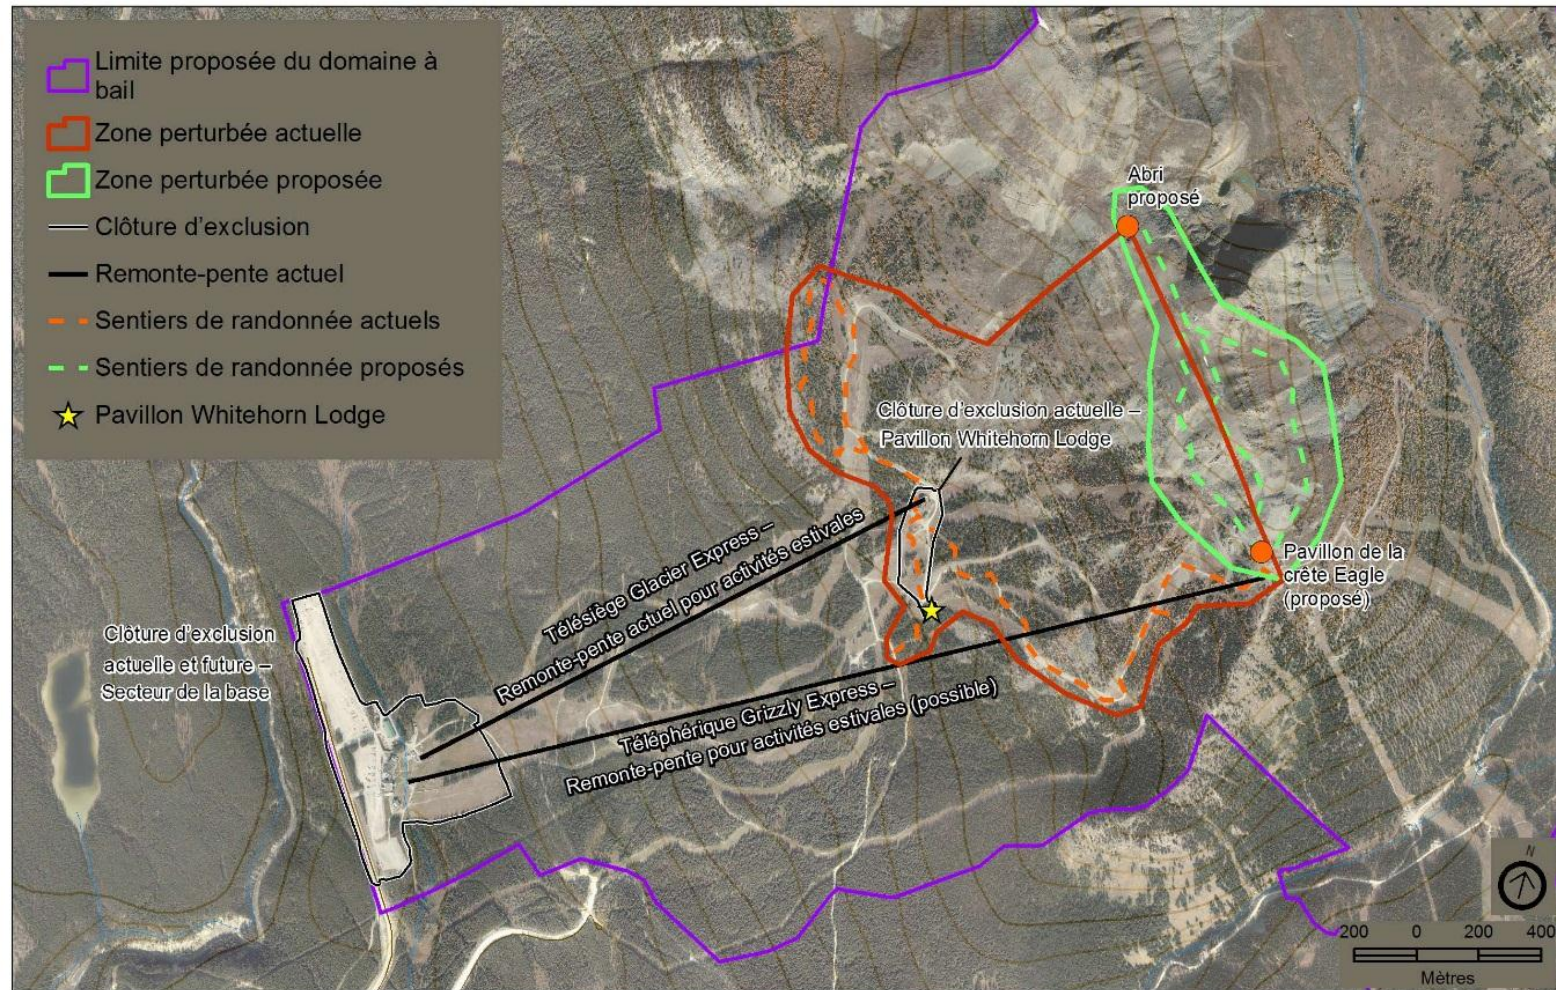 Limite proposée du domaine à
bail
Zone perturbée actuelle
Zone perturbée proposée
Clôture d'exclusion
Remonte-pente actuel
Sentiers de randonnée actuels
Sentiers de randonnée proposés
Pavillon Whitehorn Lodge
Abri
proposé
Clôture d'exclusion actuelle –
Pavillon Whitehorn Lodge
Télésiège Glacier Express –
Remonte-pente actuel pour activités estivales
Pavillon de la
crête Eagle
(proposé)
Clôture d'exclusion
actuelle et future –
Secteur de la base
Téléphérique Grizzly Express –
Remonte-pente pour activités estivales (possible)
N
200 0 200 400
Mètres